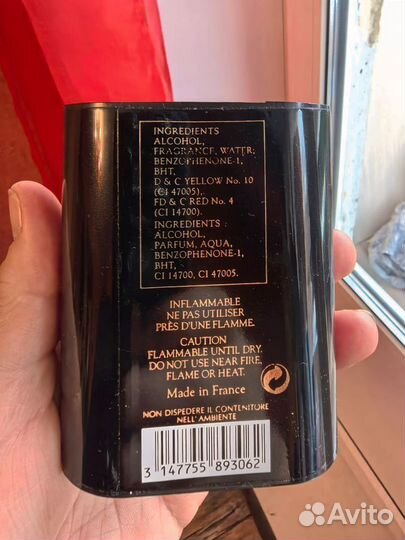 INGREDIENTS
ALCOHOL,
FRAGRANCE, WATER;
BENZOPHENONE-1,
BHT,
D & C YELLOW No. 10
(CI 47005),
FD & C RED No. 4
(CI 14700).
INGREDIENTS :
ALCOHOL,
PARFUM, AQUA,
BENZOPHENONE-1,
BHT,
CI 14700, CI 47005.
INFLAMMABLE
NE PAS UTILISER
PRÈS D'UNE FLAMME.
CAUTION
FLAMMABLE UNTIL DRY.
DO NOT USE NEAR FIRE,
FLAME OR HEAT.
Made in France
NON DISPEDERE IL CONTENITORE
NELL'AMBIENTE
3 147755 893062
Avito